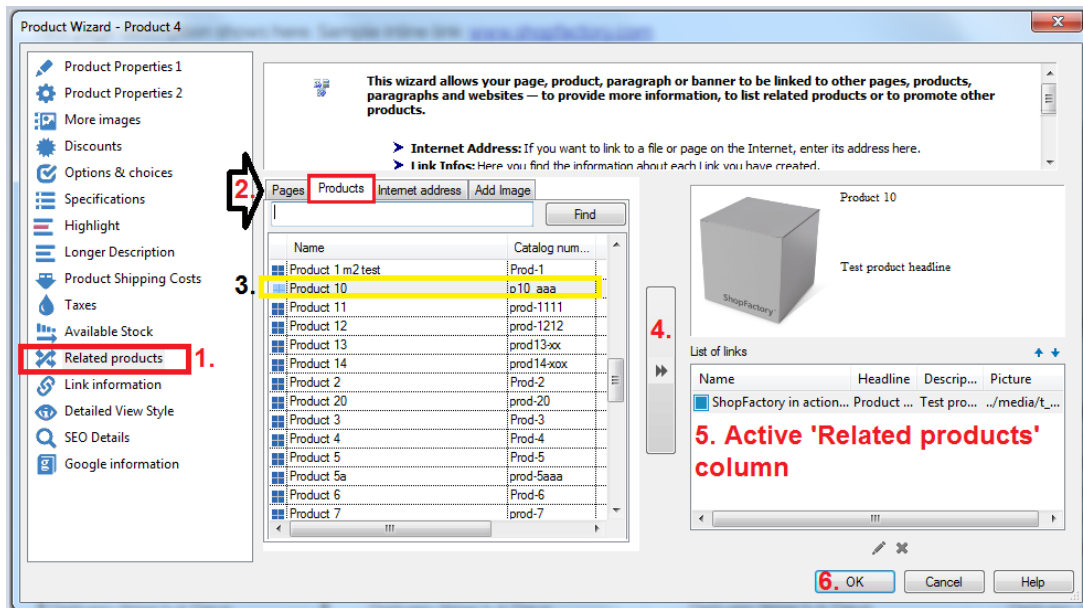 Product Wizard - Product 4
Product Properties 1
Product Properties 2
More images
Discounts
Options & choices
Specifications
Highlight
Longer Description
Product Shipping Costs
Taxes
Available Stock
Related products
1.
Link information
Detailed View Style
SEO Details
Google information
This wizard allows your page, product, paragraph or banner to be linked to other pages, products,
paragraphs and websites — to provide more information, to list related products or to promote other
products.
Internet Address: If you want to link to a file or page on the Internet, enter its address here.
Link Infos: Here you find the information about each Link you have created.
2.
Pages Products Internet address Add Image
Find
Name Catalog num...
Product 1 m2 test Prod-1
3.
Product 10 o10 aaa
Product 11 prod-1111
Product 12 prod-1212
Product 13 prod13-xx
Product 14 prod14-xox
Product 2 Prod-2
Product 20 prod-20
Product 3 Prod-3
Product 4 Prod-4
Product 5 Prod-5
Product 5a prod-5aaa
Product 6 Prod-6
Product 7 prod-7
4.
Product 10
Test product headline
ShopFactory
List of links
Name Headline Descrip... Picture
ShopFactory in action... Product ... Test pro... ../media/t_...
5. Active 'Related products'
column
6. OK Cancel Help